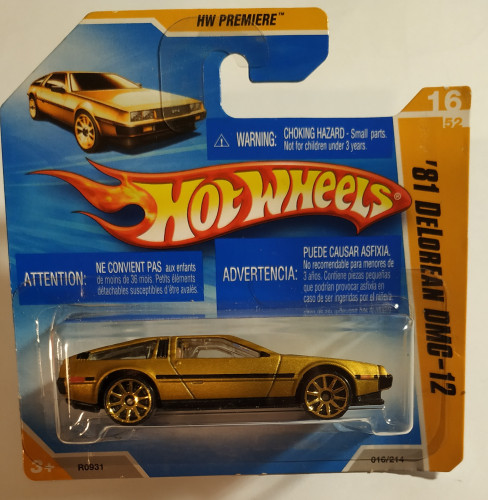 HW PREMIERE™
16
52
'81 DELOREAN DMC-12
WARNING: CHOKING HAZARD - Small parts.
Not for children under 3 years.
HOT WHEELS
ATTENTION: NE CONVIENT PAS aux enfants
de moins de 36 mois. Petits éléments
détachables susceptibles d'être avalés.
ADVERTENCIA: PUEDE CAUSAR ASFIXIA.
No recomendable para menores de
3 años. Contiene piezas pequeñas
que podrían provocar asfixia en
caso de ser ingeridas por el
3+
R0931
016/214